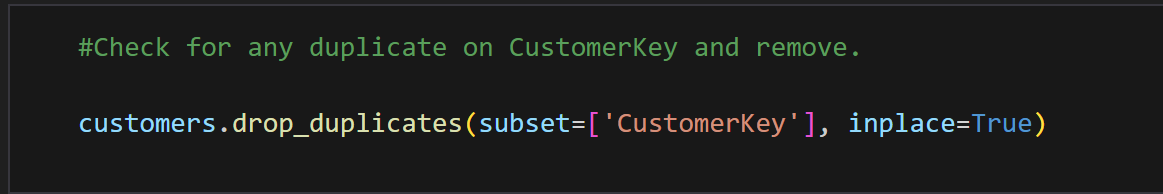 #Check for any duplicate on CustomerKey and remove.
customers.drop_duplicates(subset=['CustomerKey'], inplace=True)